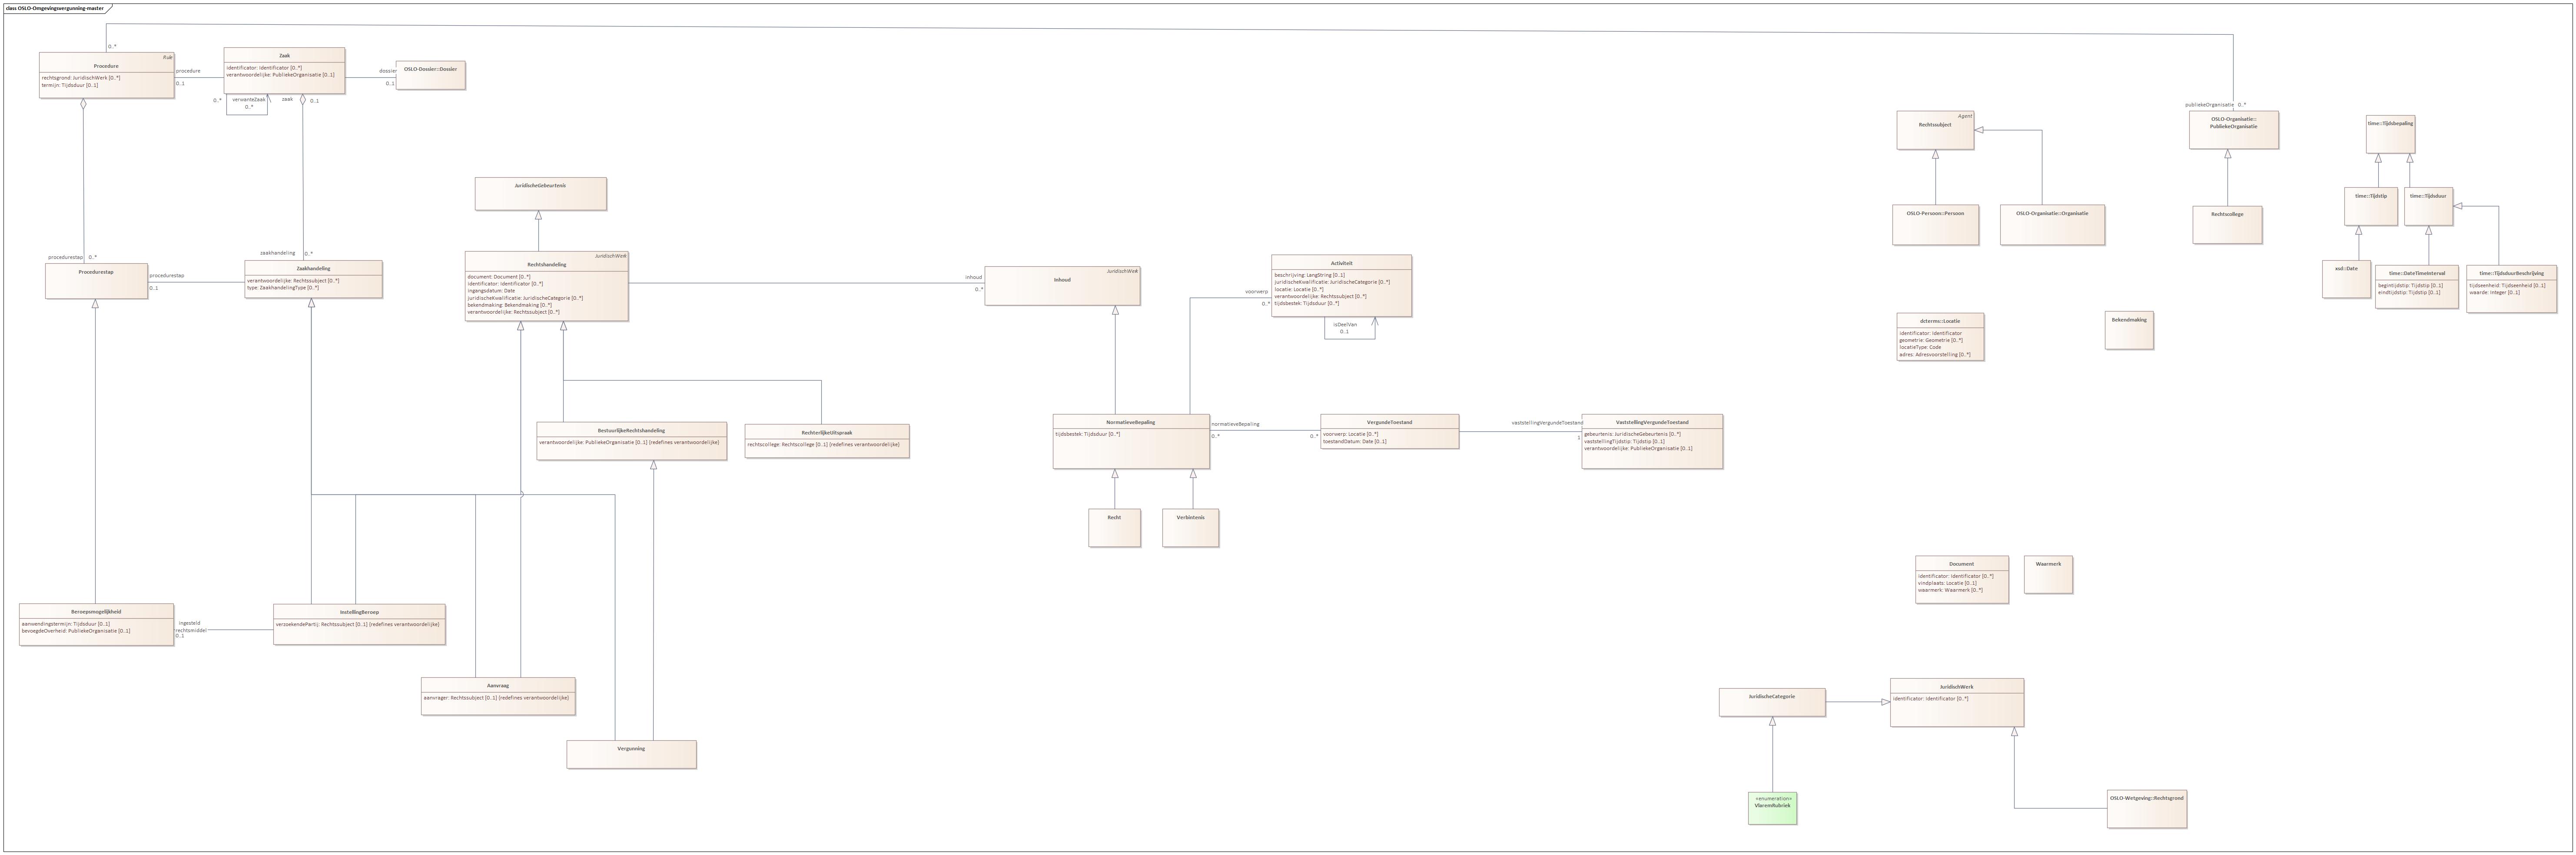 class OSLO-Omgevingsvergunning-master
0..*
Rule
Procedure
rechtsgrond: JuridischWerk [0..*]
termijn: Tijdsduur [0..1]
procedure
0..1
Zaak
identificator: Identificator [0..*]
verantwoordelijke: PubliekeOrganisatie [0..1]
0..*
verwanteZaak
0..*
zaak
0..1
dossier
0..1
OSLO-Dossier::Dossier
procedurestap
0..*
Procedurestap
procedurestap
0..1
zaakhandeling
0..*
Zaakhandeling
verantwoordelijke: Rechtssubject [0..*]
type: ZaakhandelingType [0..*]
JuridischeGebeurtenis
JuridischWerk
Rechtshandeling
document: Document [0..*]
identificator: Identificator [0..*]
ingangsdatum: Date
juridischeKwalificatie: JuridischeCategorie [0..*]
bekendmaking: Bekendmaking [0..*]
verantwoordelijke: Rechtssubject [0..*]
inhoud
0..*
JuridischWerk
Inhoud
voorwerp
0..*
Activiteit
beschrijving: LangString [0..1]
juridischeKwalificatie: JuridischeCategorie [0..*]
locatie: Locatie [0..*]
verantwoordelijke: Rechtssubject [0..*]
tijdsbestek: Tijdsduur [0..*]
isDeelVan
0..1
Agent
Rechtssubject
OSLO-Persoon::Persoon
OSLO-Organisatie::Organisatie
publiekeOrganisatie
0..*
OSLO-Organisatie::
PubliekeOrganisatie
Rechtscollege
time::Tijdsbepaling
time::Tijdstip
time::Tijdsduur
xsd::Date
time::DateTimeInterval
begintijdstip: Tijdstip [0..1]
eindtijdstip: Tijdstip [0..1]
time::TijdsduurBeschrijving
tijdseenheid: Tijdseenheid [0..1]
waarde: Integer [0..1]
dcterms::Locatie
identificator: Identificator
geometrie: Geometrie [0..*]
locatieType: Code
adres: Adresvoorstelling [0..*]
Bekendmaking
BestuurlijkeRechtshandeling
verantwoordelijke: PubliekeOrganisatie [0..1] {redefines verantwoordelijke}
RechterlijkeUitspraak
rechtscollege: Rechtscollege [0..1] {redefines verantwoordelijke}
NormatieveBepaling
tijdsbestek: Tijdsduur [0..*]
normatieveBepaling
0..*
0..*
VergundeToestand
voorwerp: Locatie [0..*]
toestandDatum: Date [0..1]
vaststellingVergundeToestand
1
VaststellingVergundeToestand
gebeurtenis: JuridischeGebeurtenis [0..*]
vaststellingTijdstip: Tijdstip [0..1]
verantwoordelijke: PubliekeOrganisatie [0..1]
Recht
Verbintenis
Document
identificator: Identificator [0..*]
vindplaats: Locatie [0..1]
waarmerk: Waarmerk [0..*]
Waarmerk
Beroepsmogelijkheid
aanwendingstermijn: Tijdsduur [0..1]
bevoegdeOverheid: PubliekeOrganisatie [0..1]
ingesteld
rechtsmiddel
0..1
InstellingBeroep
verzoekendePartij: Rechtssubject [0..1] {redefines verantwoordelijke}
Aanvraag
aanvrager: Rechtssubject [0..1] {redefines verantwoordelijke}
Vergunning
JuridischeCategorie
JuridischWerk
identificator: Identificator [0..*]
«enumeration»
VlaremRubriek
OSLO-Wetgeving::Rechtsgrond